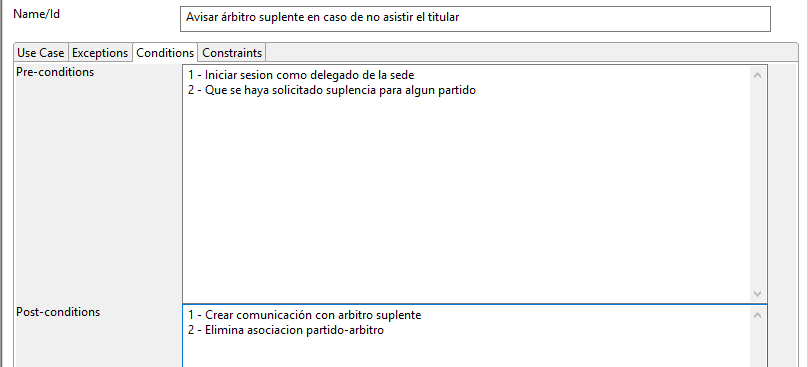 Name/Id
Avisar árbitro suplente en caso de no asistir el titular
Use Case Exceptions Conditions Constraints
Pre-conditions
1 - Iniciar sesion como delegado de la sede
2 - Que se haya solicitado suplencia para algun partido
Post-conditions
1 - Crear comunicación con arbitro suplente
2 - Elimina asociacion partido-arbitro